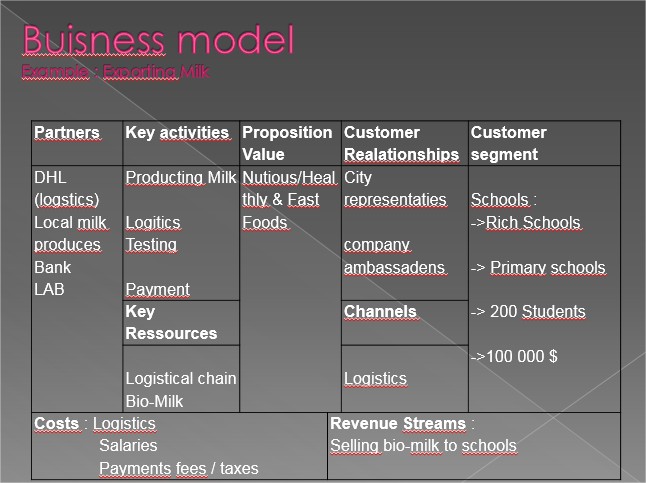 Buisness model
Example : Exparting Milk
Partners
Key activities
Proposition
Value
Customer
Realationships
Customer
segment
DHL
(logstics)
Local milk
produces
Bank
LAB
Producting Milk
Logitics
Testing
Payment
Nutious/Heal
thly & Fast
Foods
City
representaties
company
ambassadens
Schools :
->Rich Schools
-> Primary schools
-> 200 Students
->100 000 $
Key
Ressources
Channels
Logistical chain
Bio-Milk
Logistics
Costs : Logistics
Salaries
Payments fees / taxes
Revenue Streams :
Selling bio-milk to schools